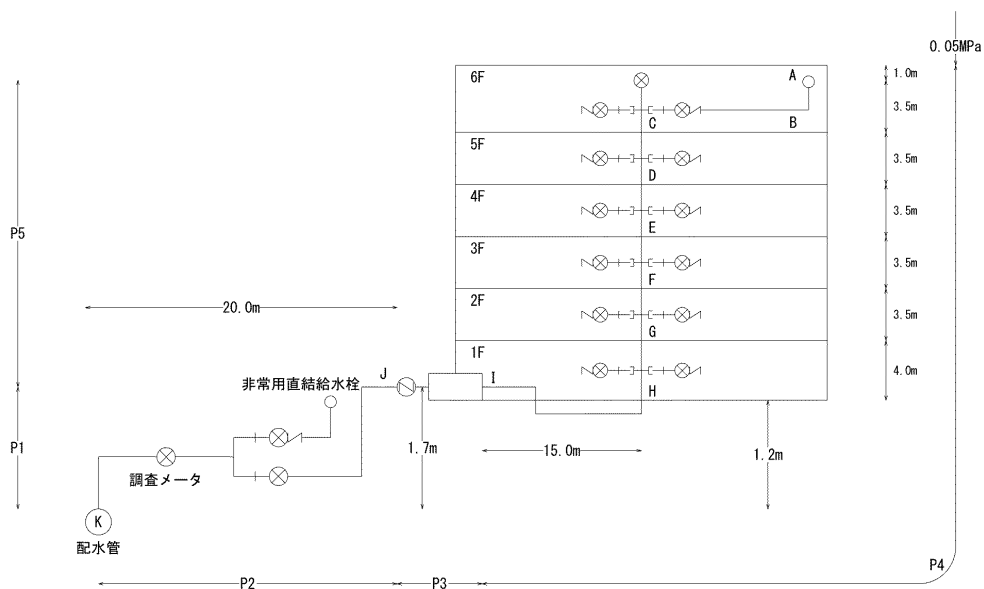 0.05MPa
6F
A
1.0m
3.5m
C
B
5F
D
3.5m
4F
E
3.5m
P5
3F
F
3.5m
20.0m
2F
G
3.5m
1F
J
I
H
4.0m
非常用直結給水栓
P1
1.7m
15.0m
1.2m
調査メータ
K
配水管
P2
P3
P4